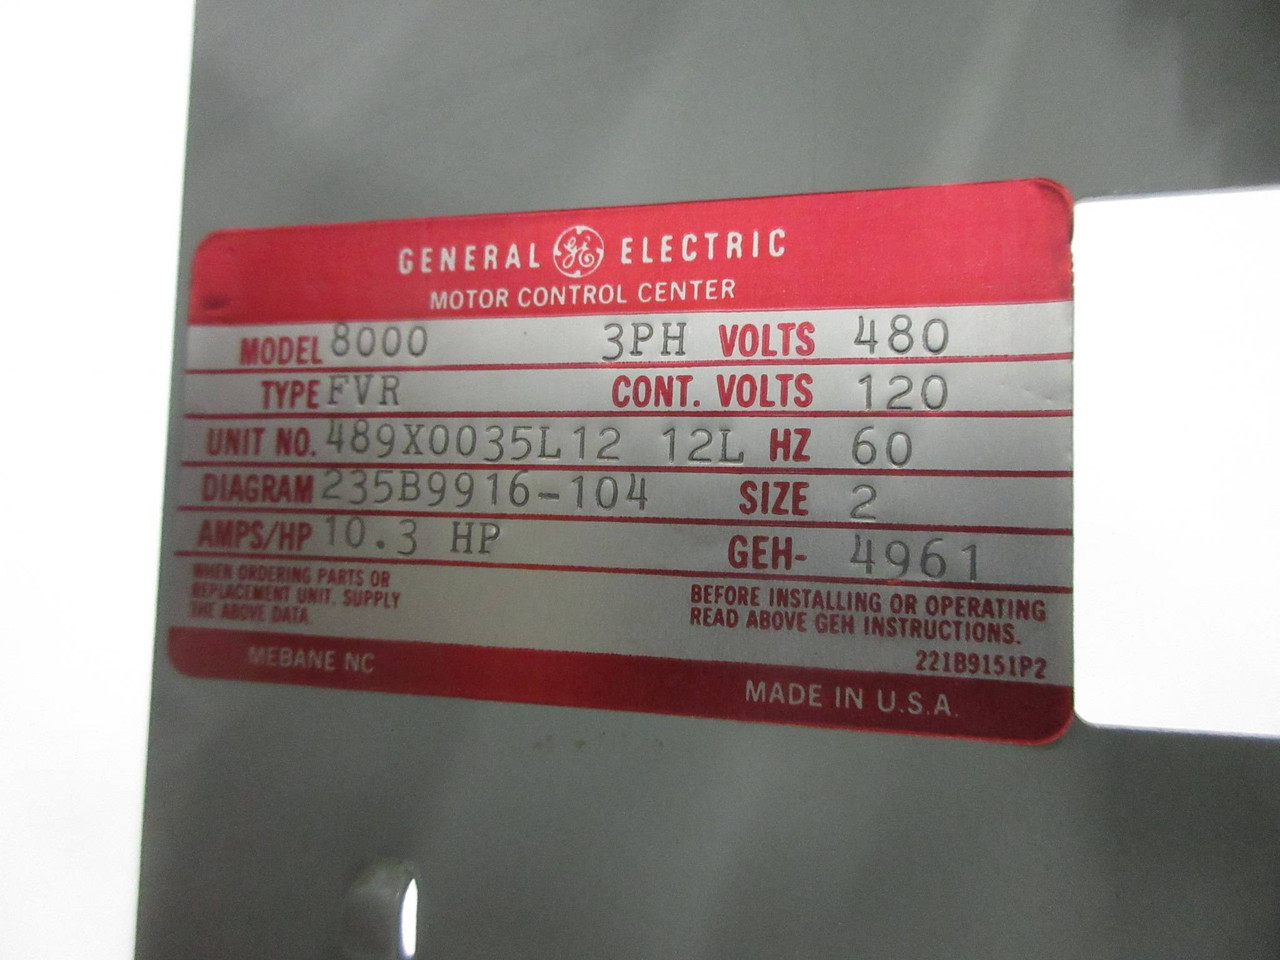 GENERAL GE ELECTRIC
MOTOR CONTROL CENTER
MODEL 8000 3PH VOLTS 480
TYPE FVR CONT. VOLTS 120
UNIT NO. 489X0035L12 12L HZ 60
DIAGRAM 235B9916-104 SIZE 2
AMPS/HP 10.3 HP GEH- 4961
WHEN ORDERING PARTS OR
REPLACEMENT UNIT, SUPPLY
THE ABOVE DATA.
BEFORE INSTALLING OR OPERATING
READ ABOVE GEH INSTRUCTIONS.
221B9151P2
MEBANE NC
MADE IN U.S.A.